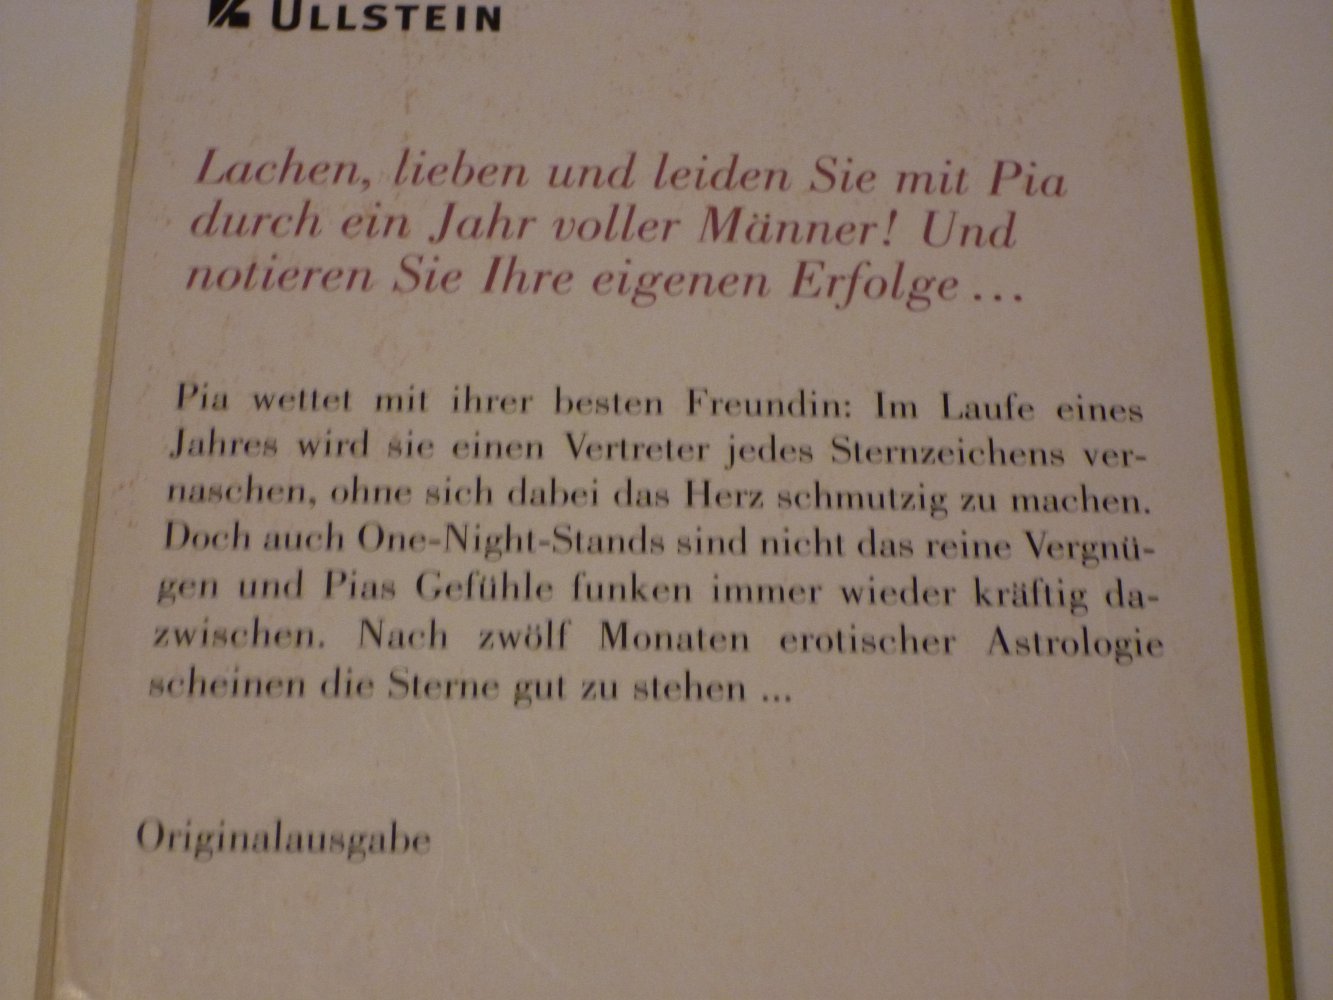 ULLSTEIN
Lachen, lieben und leiden Sie mit Pia
durch ein Jahr voller Männer! Und
notieren Sie Ihre eigenen Erfolge ...
Pia wettet mit ihrer besten Freundin: Im Laufe eines
Jahres wird sie einen Vertreter jedes Sternzeichens ver-
naschen, ohne sich dabei das Herz schmutzig zu machen.
Doch auch One-Night-Stands sind nicht das reine Vergnü-
gen und Pias Gefühle funken immer wieder kräftig da-
zwischen. Nach zwölf Monaten erotischer Astrologie
scheinen die Sterne gut zu stehen ...
Originalausgabe